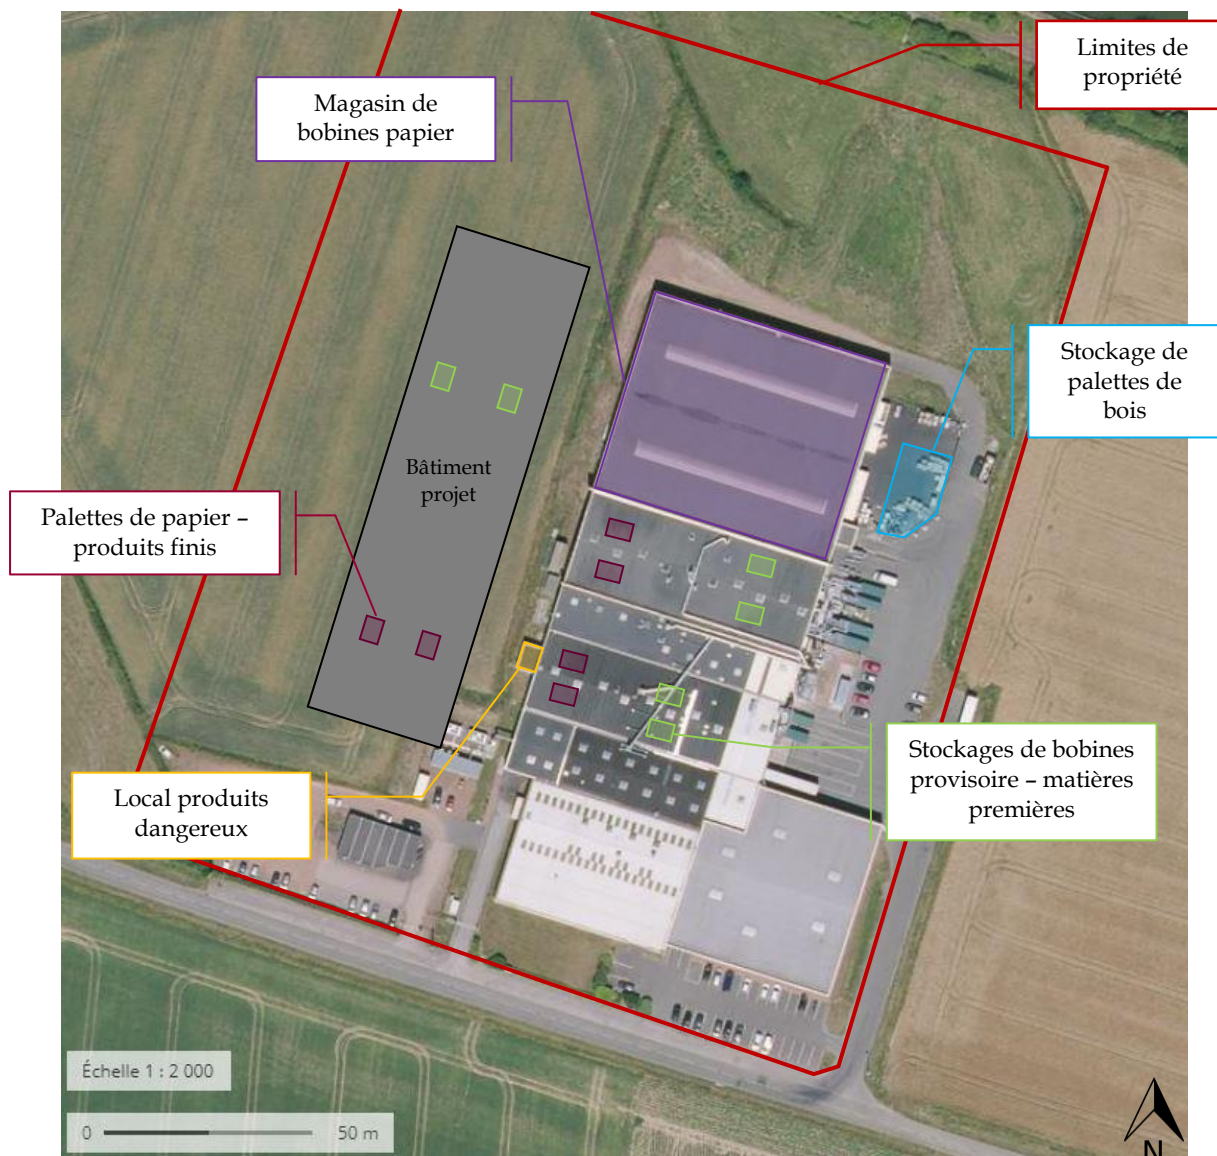 Limites de
propriété
Magasin de
bobines papier
Stockage de
palettes de
bois
Bâtiment
projet
Palettes de papier –
produits finis
Stockages de bobines
provisoire – matières
premières
Local produits
dangereux
Échelle 1 : 2 000
0
50 m
N